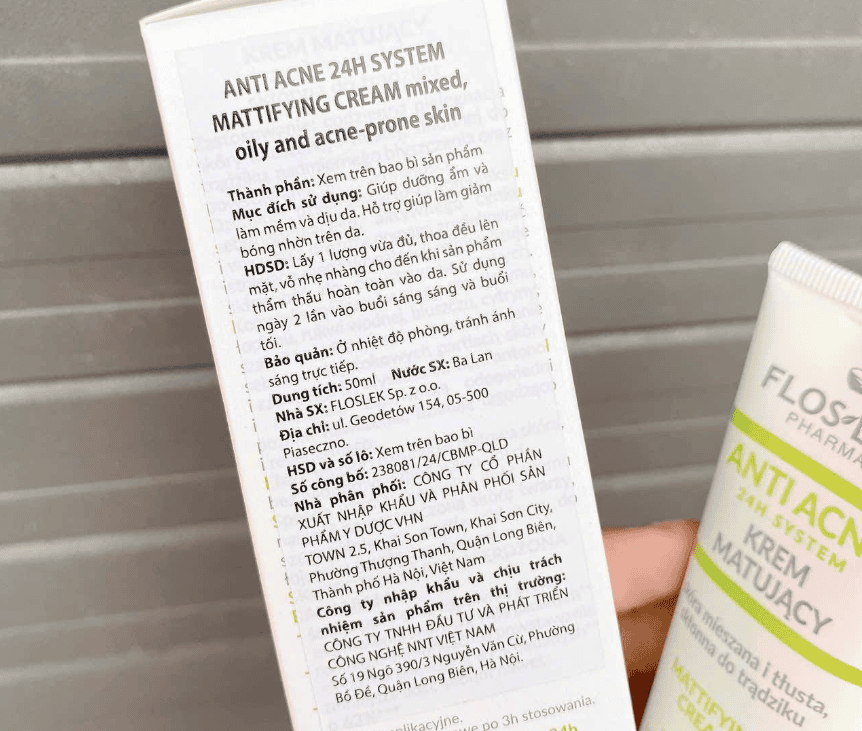 ANTI ACNE 24H SYSTEM
MATTIFYING CREAM mixed,
oily and acne-prone skin
Thành phần: Xem trên bao bì sản phẩm
Mục đích sử dụng: Giúp dưỡng ẩm và
làm mềm và dịu da. Hỗ trợ giúp làm giảm
bóng nhờn trên da.
HDSD: Lấy 1 lượng vừa đủ, thoa đều lên
mặt, vỗ nhẹ nhàng cho đến khi sản phẩm
thẩm thấu hoàn toàn vào da. Sử dụng
ngày 2 lần vào buổi sáng sáng và buổi
tối.
Bảo quản: Ở nhiệt độ phòng, tránh ánh
sáng trực tiếp.
Dung tích: 50ml Nước SX: Ba Lan
Nhà SX: FLOSLEK Sp. z o.o.
Địa chỉ: ul. Geodetów 154, 05-500
Piaseczno.
HSD và số lô: Xem trên bao bì
Số công bố: 238081/24/CBMP-QLD
Nhà phân phối: CÔNG TY CỔ PHẦN
XUẤT NHẬP KHẨU VÀ PHÂN PHỐI SẢN
PHẨM Y DƯỢC VHN
TOWN 2.5, Khai Son Town, Khai Sơn City,
Phường Thượng Thanh, Quận Long Biên,
Thành phố Hà Nội, Việt Nam
Công ty nhập khẩu và chịu trách
nhiệm sản phẩm trên thị trường:
CÔNG TY TNHH ĐẦU TƯ VÀ PHÁT TRIỂN
CÔNG NGHỆ NNT VIỆT NAM
Số 19 Ngõ 390/3 Nguyễn Văn Cừ, Phường
Bồ Đề, Quận Long Biên, Hà Nội.
po 3h stosowania.
FLOS-
PHARMA
ANTI ACN
24H SYSTEM
KREM
MATUJĄCY
mieszana i tłusta,
do trądziku
MATTIFYIN
CREA